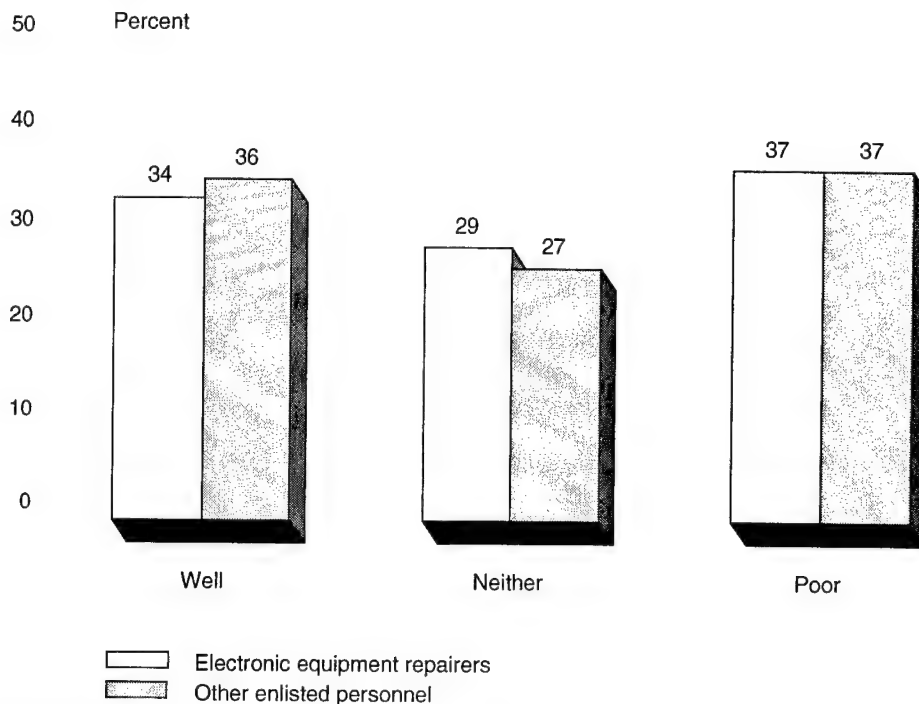 50 Percent
40
34 36 37 37
30
29 27
20
10
0
Well Neither Poor
Electronic equipment repairers
Other enlisted personnel